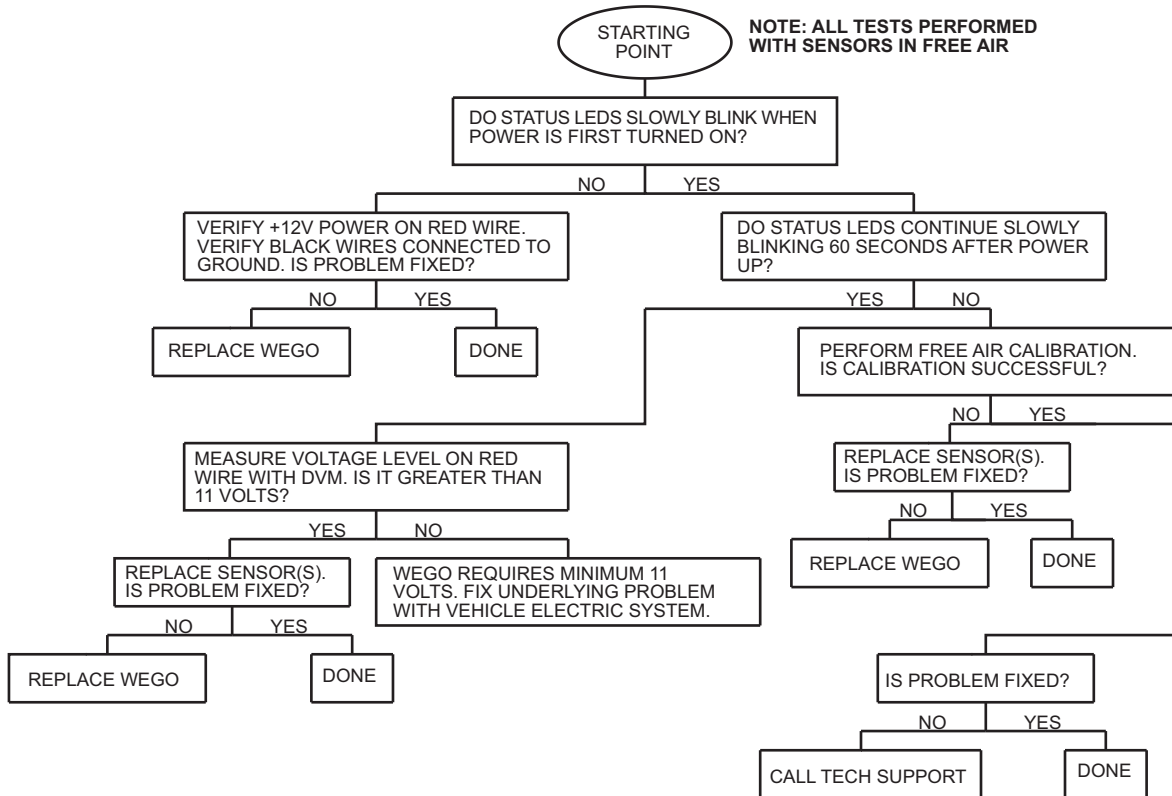 STARTING
POINT
NOTE: ALL TESTS PERFORMED
WITH SENSORS IN FREE AIR
DO STATUS LEDS SLOWLY BLINK WHEN
POWER IS FIRST TURNED ON?
NO
YES
VERIFY +12V POWER ON RED WIRE.
VERIFY BLACK WIRES CONNECTED TO
GROUND. IS PROBLEM FIXED?
NO
YES
REPLACE WEGO
DONE
DO STATUS LEDS CONTINUE SLOWLY
BLINKING 60 SECONDS AFTER POWER
UP?
YES
NO
PERFORM FREE AIR CALIBRATION.
IS CALIBRATION SUCCESSFUL?
NO
YES
MEASURE VOLTAGE LEVEL ON RED
WIRE WITH DVM. IS IT GREATER THAN
11 VOLTS?
YES
NO
REPLACE SENSOR(S).
IS PROBLEM FIXED?
NO
YES
REPLACE WEGO
DONE
WEGO REQUIRES MINIMUM 11
VOLTS. FIX UNDERLYING PROBLEM
WITH VEHICLE ELECTRIC SYSTEM.
REPLACE SENSOR(S).
IS PROBLEM FIXED?
NO
YES
REPLACE WEGO
DONE
IS PROBLEM FIXED?
NO
YES
CALL TECH SUPPORT
DONE